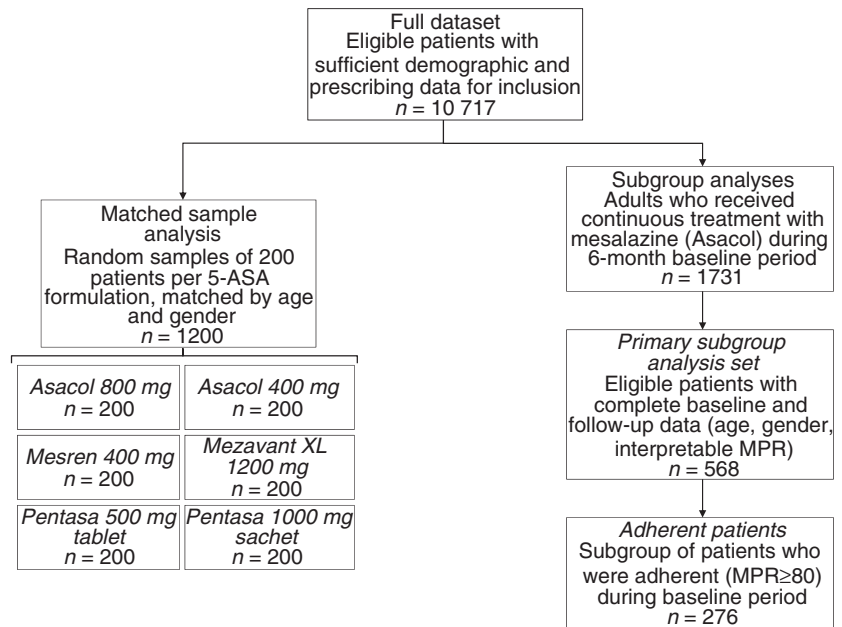 Full dataset
Eligible patients with
sufficient demographic and
prescribing data for inclusion
n = 10 717
Matched sample
analysis
Random samples of 200
patients per 5-ASA
formulation, matched by age
and gender
n = 1200
Asacol 800 mg
n = 200
Asacol 400 mg
n = 200
Mesren 400 mg
n = 200
Mezavant XL
1200 mg
n = 200
Pentasa 500 mg
tablet
n = 200
Pentasa 1000 mg
sachet
n = 200
Subgroup analyses
Adults who received
continuous treatment with
mesalazine (Asacol) during
6-month baseline period
n = 1731
Primary subgroup
analysis set
Eligible patients with
complete baseline and
follow-up data (age, gender,
interpretable MPR)
n = 568
Adherent patients
Subgroup of patients who
were adherent (MPR≥80)
during baseline period
n = 276